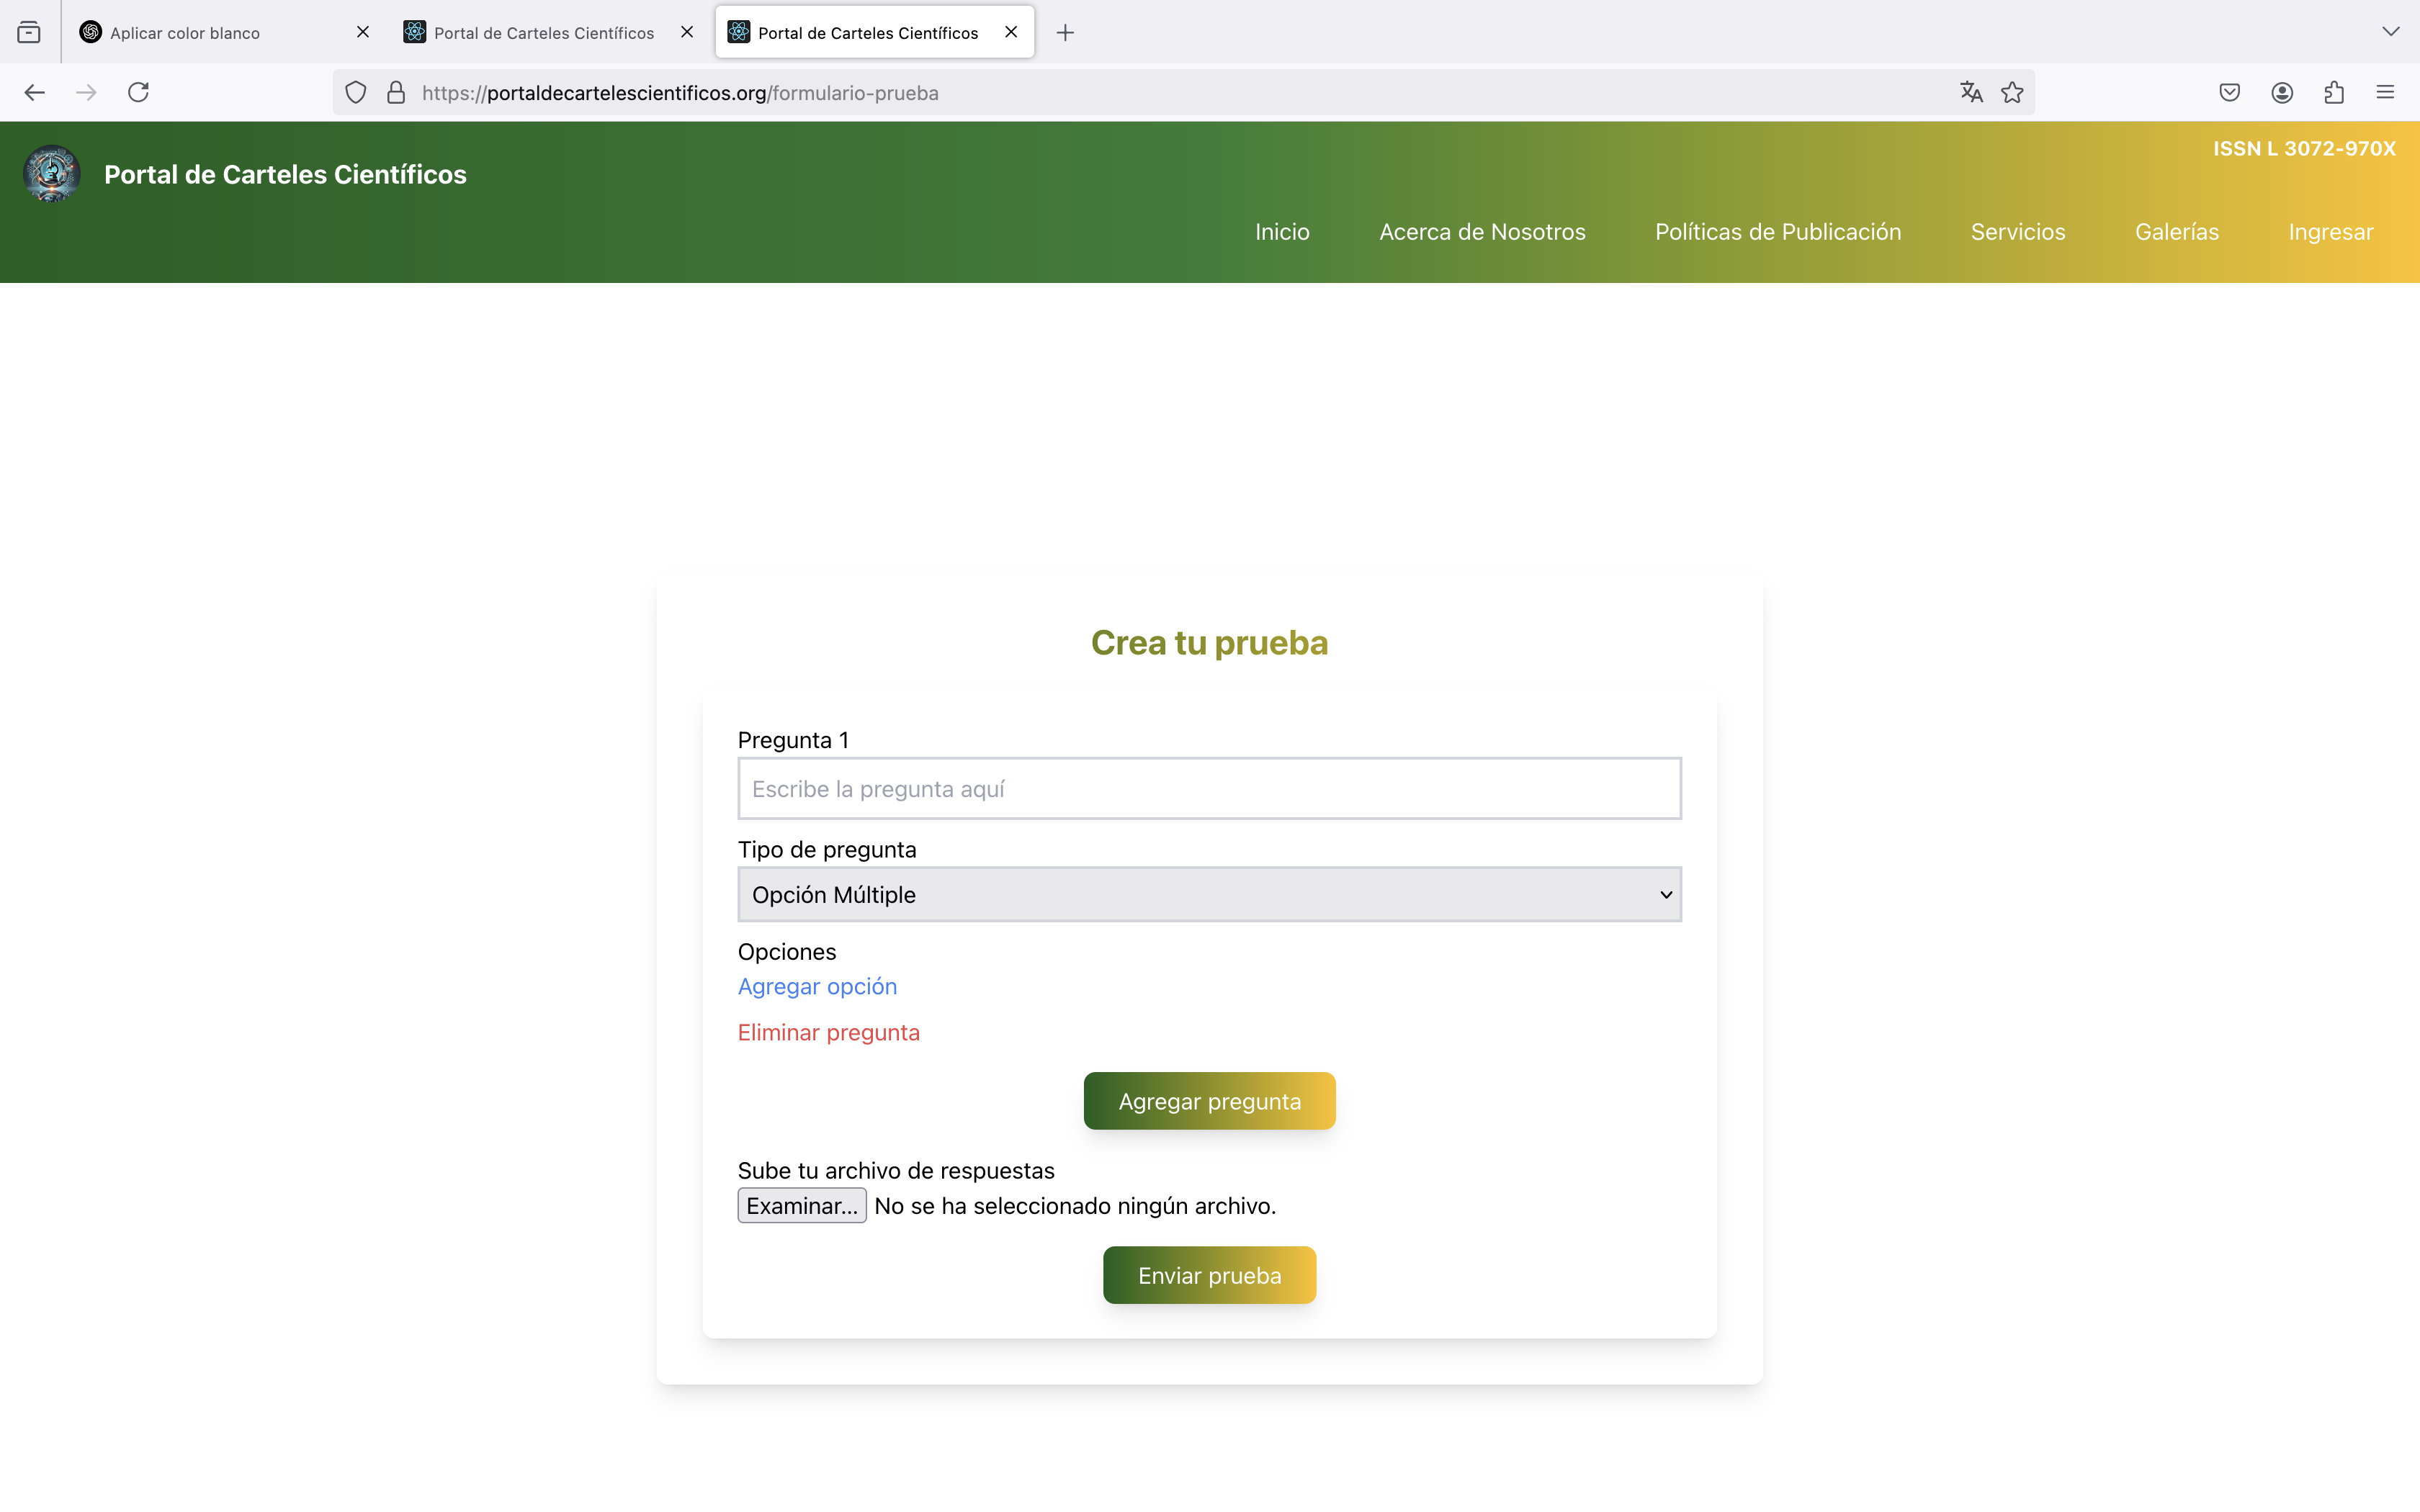 Aplicar color blanco
Portal de Carteles Científicos
Portal de Carteles Científicos
https://portaldecartelescientificos.org/formulario-prueba
ISSN L 3072-970X
Portal de Carteles Científicos
Inicio Acerca de Nosotros Políticas de Publicación Servicios Galerías Ingresar
Crea tu prueba
Pregunta 1
Escribe la pregunta aquí
Tipo de pregunta
Opción Múltiple
Opciones
Agregar opción
Eliminar pregunta
Agregar pregunta
Sube tu archivo de respuestas
Examinar... No se ha seleccionado ningún archivo.
Enviar prueba